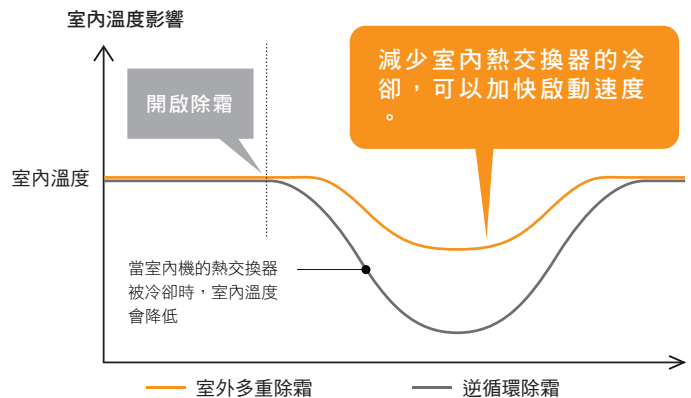 室內溫度影響
減少室內熱交換器的冷
卻，可以加快啟動速度
。
開啟除霜
室內溫度
當室內機的熱交換器
被冷卻時，室內溫度
會降低
室外多重除霜
逆循環除霜